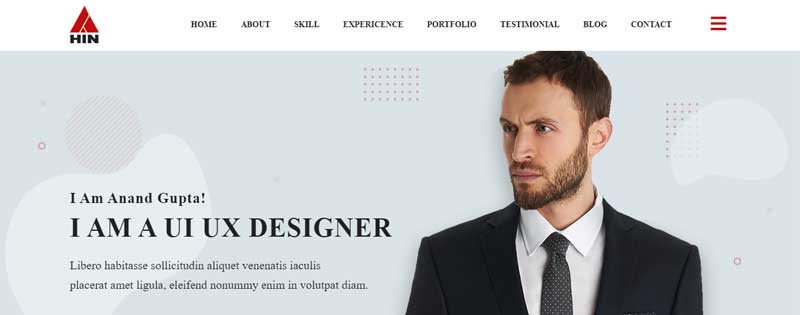 HIN
HOME ABOUT SKILL EXPERICENCE PORTFOLIO TESTIMONIAL BLOG CONTACT
I Am Anand Gupta!
I AM A UI UX DESIGNER
Libero habitasse sollicitudin aliquet venenatis iaculis
placerat amet ligula, eleifend nonummy enim in volutpat diam.